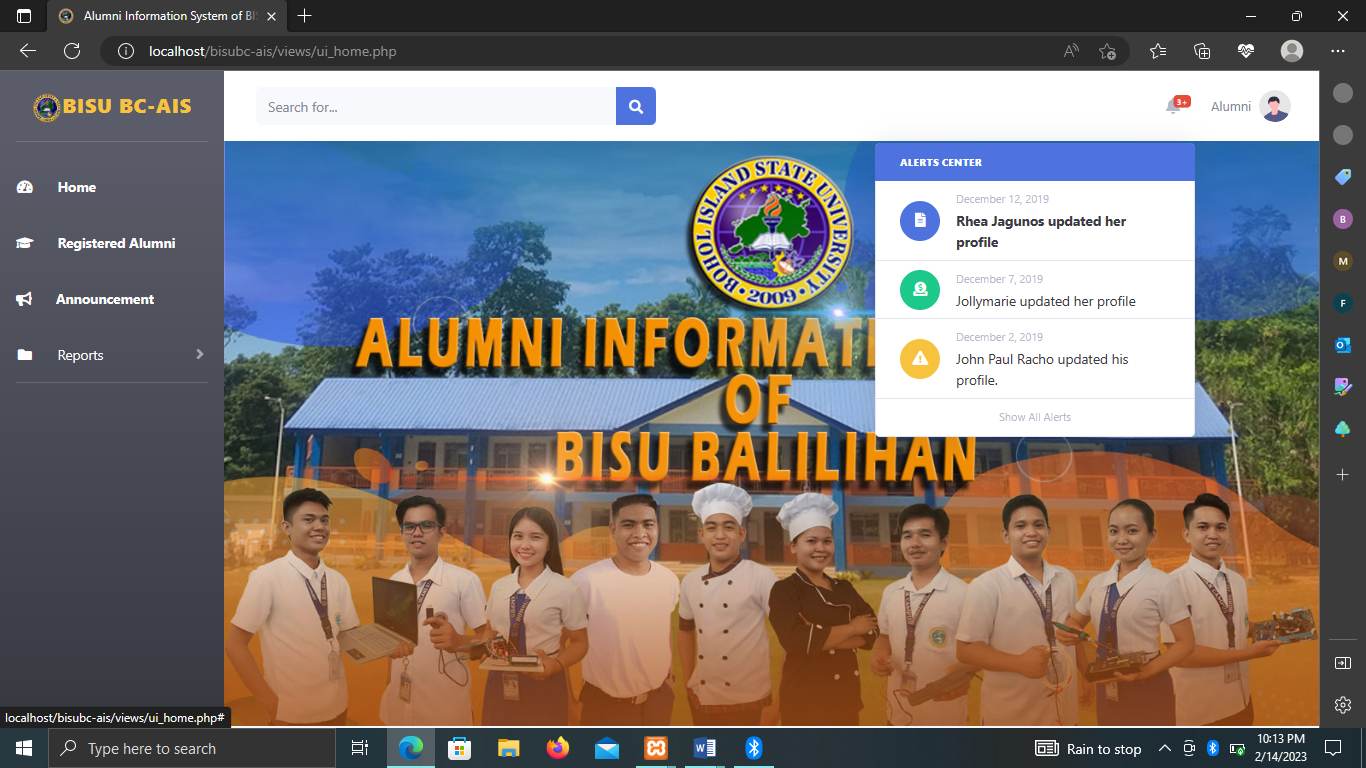 Alumni Information System of BI
localhost/bisubc-ais/views/ui_home.php
BISU BC-AIS
Search for...
3+
Alumni
Home
Registered Alumni
Announcement
Reports
BOHOL ISLAND STATE UNIVERSITY
2009
ALUMNI INFORMATI
OF
BISU BALILIHAN
ALERTS CENTER
December 12, 2019
Rhea Jagunos updated her
profile
December 7, 2019
Jollymarie updated her profile
December 2, 2019
John Paul Racho updated his
profile.
Show All Alerts
B
M
F
localhost/bisubc-ais/views/ui_home.php#
Type here to search
Rain to stop
10:13 PM
2/14/2023